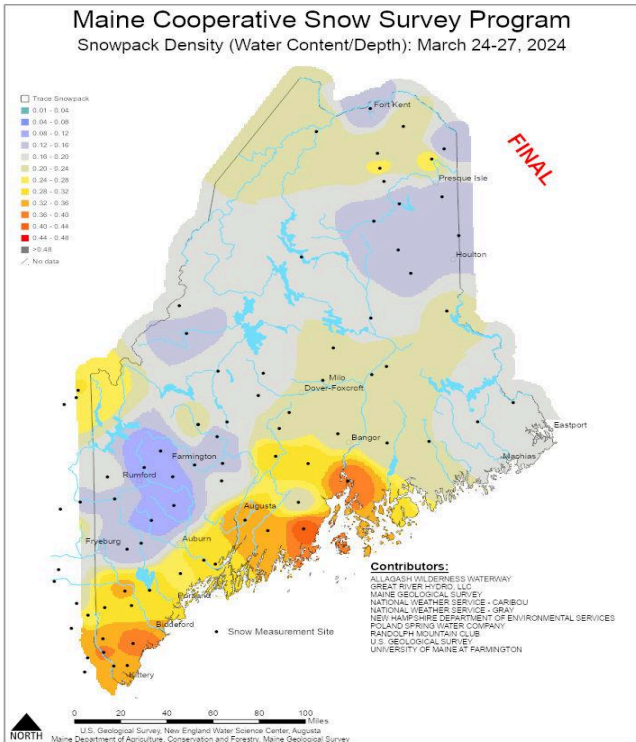 Maine Cooperative Snow Survey Program
Snowpack Density (Water Content/Depth): March 24-27, 2024
Trace Snowpack
0.01 - 0.04
0.04 - 0.08
0.08 - 0.12
0.12 - 0.16
0.16 - 0.20
0.20 - 0.24
0.24 - 0.28
0.28 - 0.32
0.32 - 0.36
0.36 - 0.40
0.40 - 0.44
0.44 - 0.48
>0.48
No data
Fort Kent
FINAL
Presque Isle
Houlton
Milo
Dover-Foxcroft
Eastport
Bangor
Machias
Farmington
Rumford
Augusta
Fryeburg
Auburn
Portland
Biddeford
Kittery
Snow Measurement Site
Contributors:
ALLAGASH WILDERNESS WATERWAY
GREAT RIVER HYDRO, LLC
MAINE GEOLOGICAL SURVEY
NATIONAL WEATHER SERVICE - CARIBOU
NATIONAL WEATHER SERVICE - GRAY
NEW HAMPSHIRE DEPARTMENT OF ENVIRONMENTAL SERVICES
POLAND SPRING WATER COMPANY
RANDOLPH MOUNTAIN CLUB
U.S. GEOLOGICAL SURVEY
UNIVERSITY OF MAINE AT FARMINGTON
0 20 40 60 80 100
Miles
NORTH
U.S. Geological Survey, New England Water Science Center, Augusta
Maine Department of Agriculture, Conservation and Forestry, Maine Geological Survey